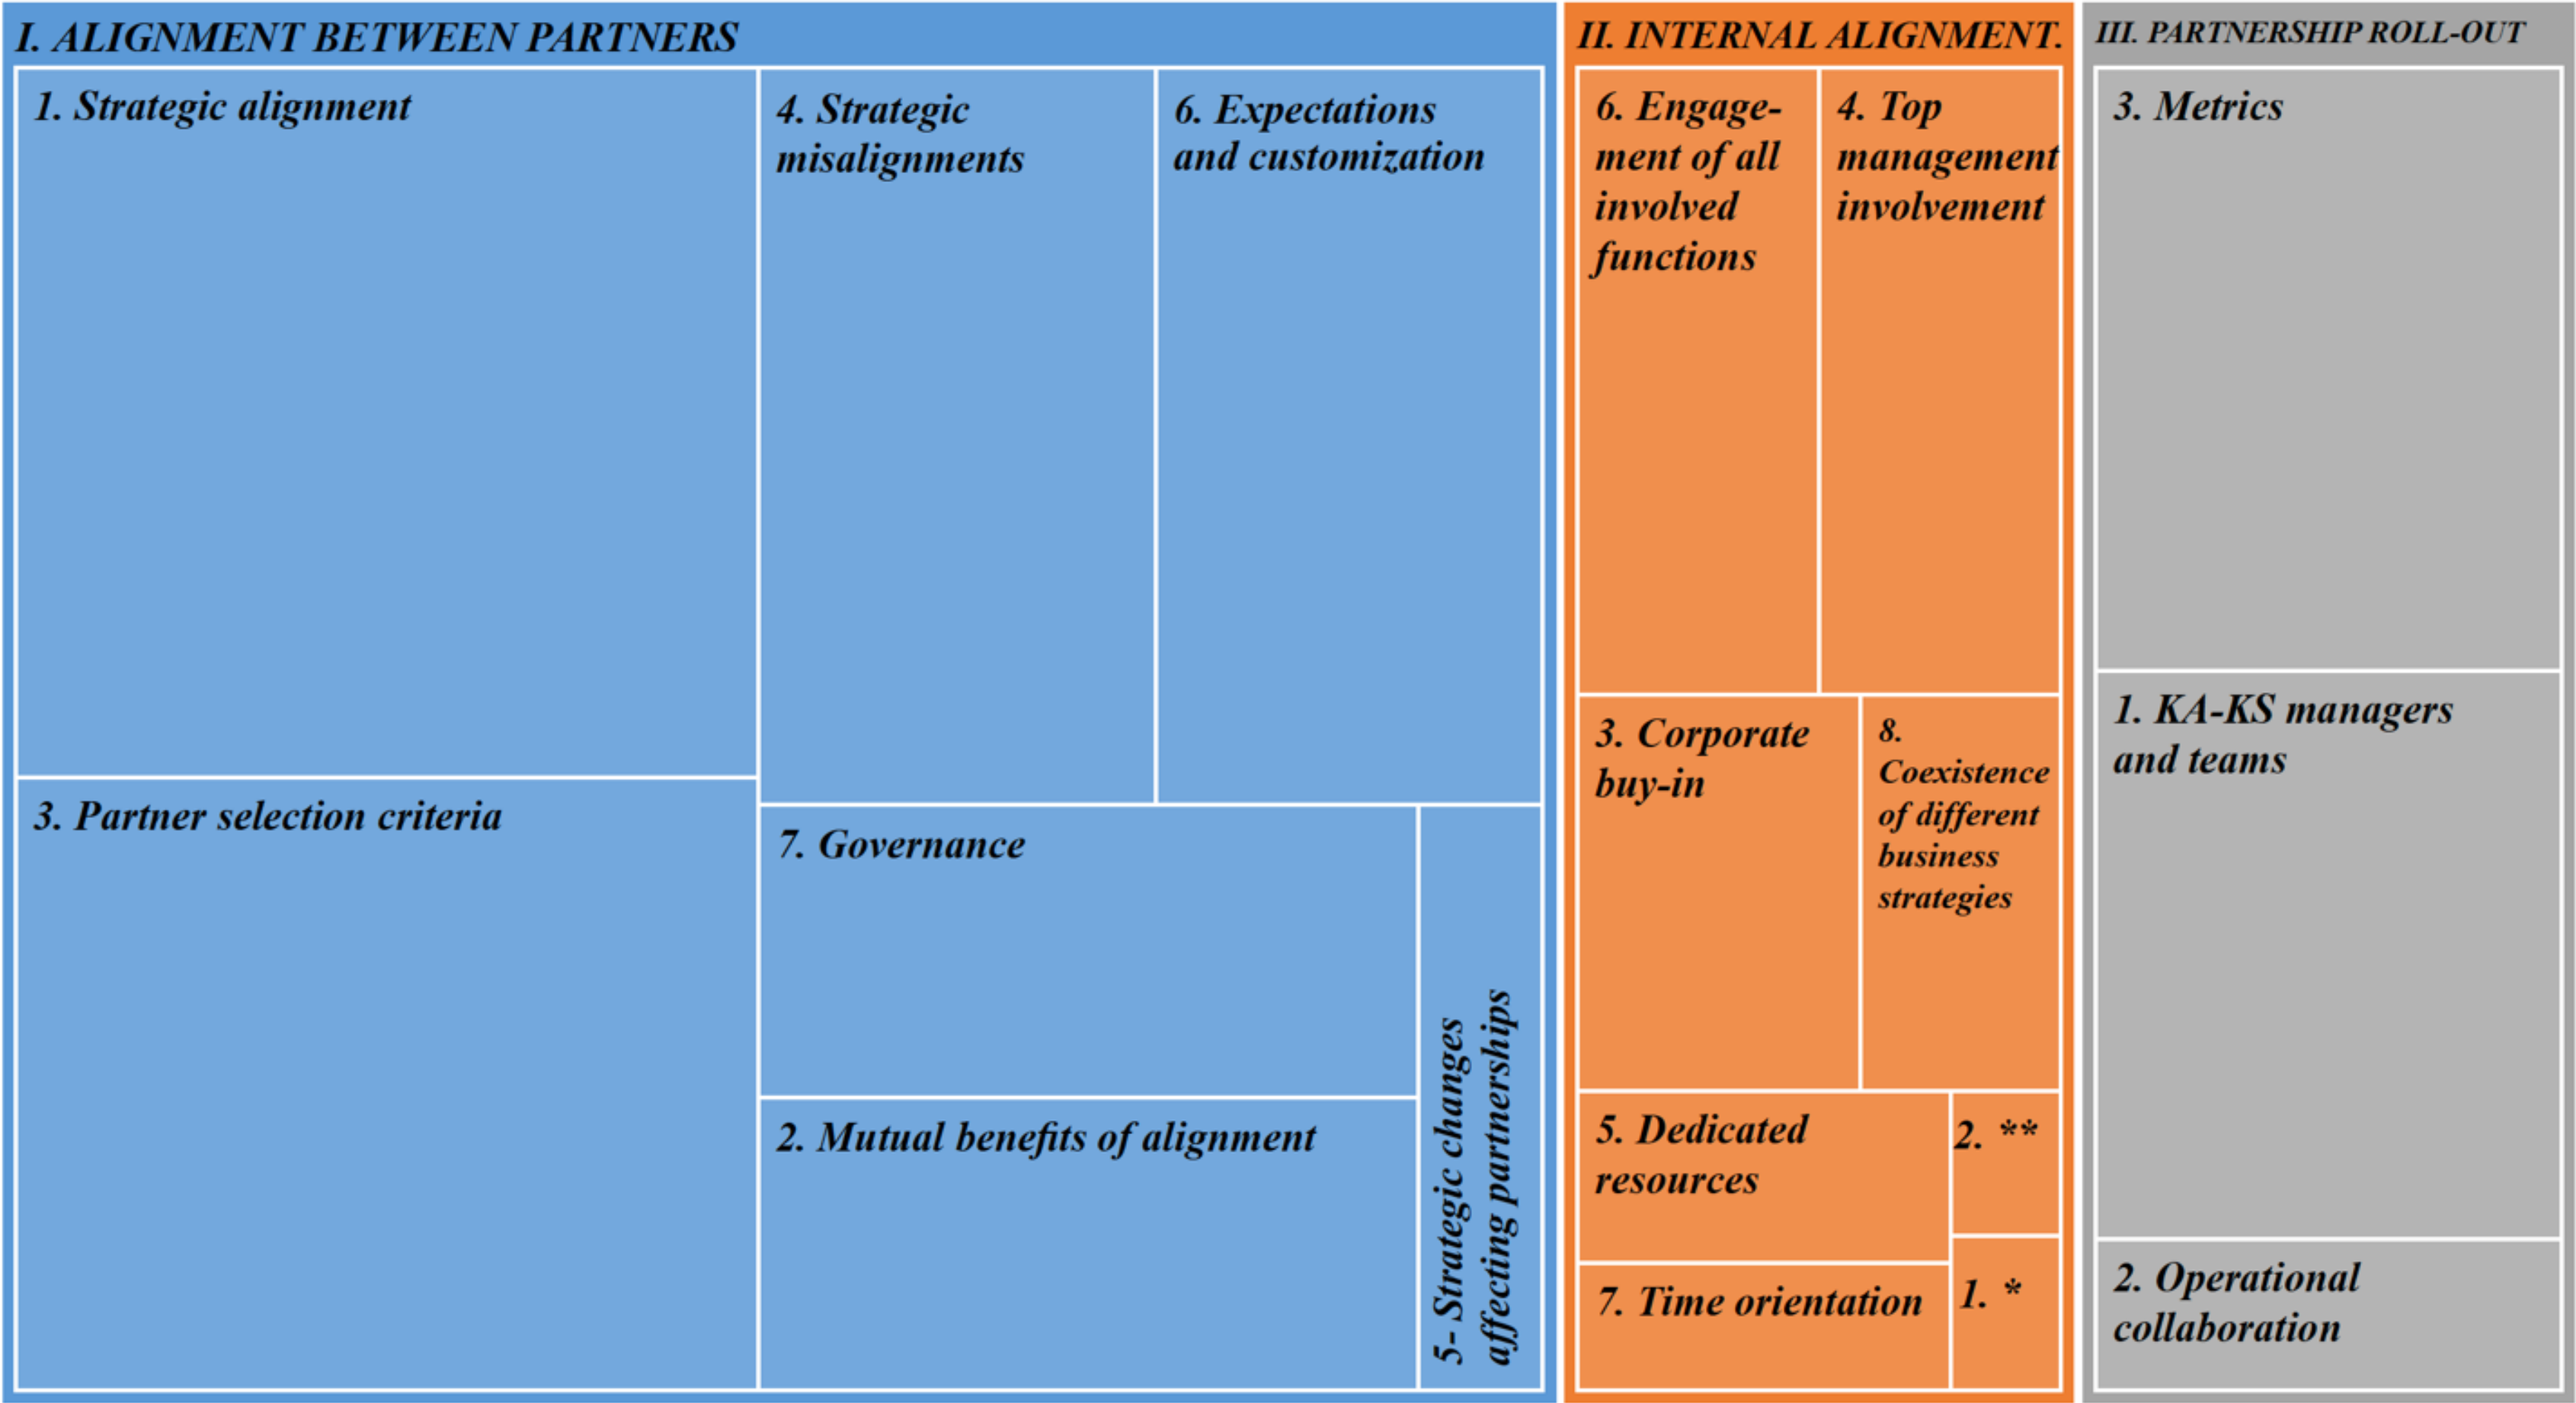 I. ALIGNMENT BETWEEN PARTNERS
1. Strategic alignment
4. Strategic
misalignments
6. Expectations
and customization
3. Partner selection criteria
7. Governance
2. Mutual benefits of alignment
5- Strategic changes
affecting partnerships
II. INTERNAL ALIGNMENT.
6. Engage-
ment of all
involved
functions
4. Top
management
involvement
3. Corporate
buy-in
8.
Coexistence
of different
business
strategies
5. Dedicated
resources
2. **
7. Time orientation
1. *
III. PARTNERSHIP ROLL-OUT
3. Metrics
1. KA-KS managers
and teams
2. Operational
collaboration